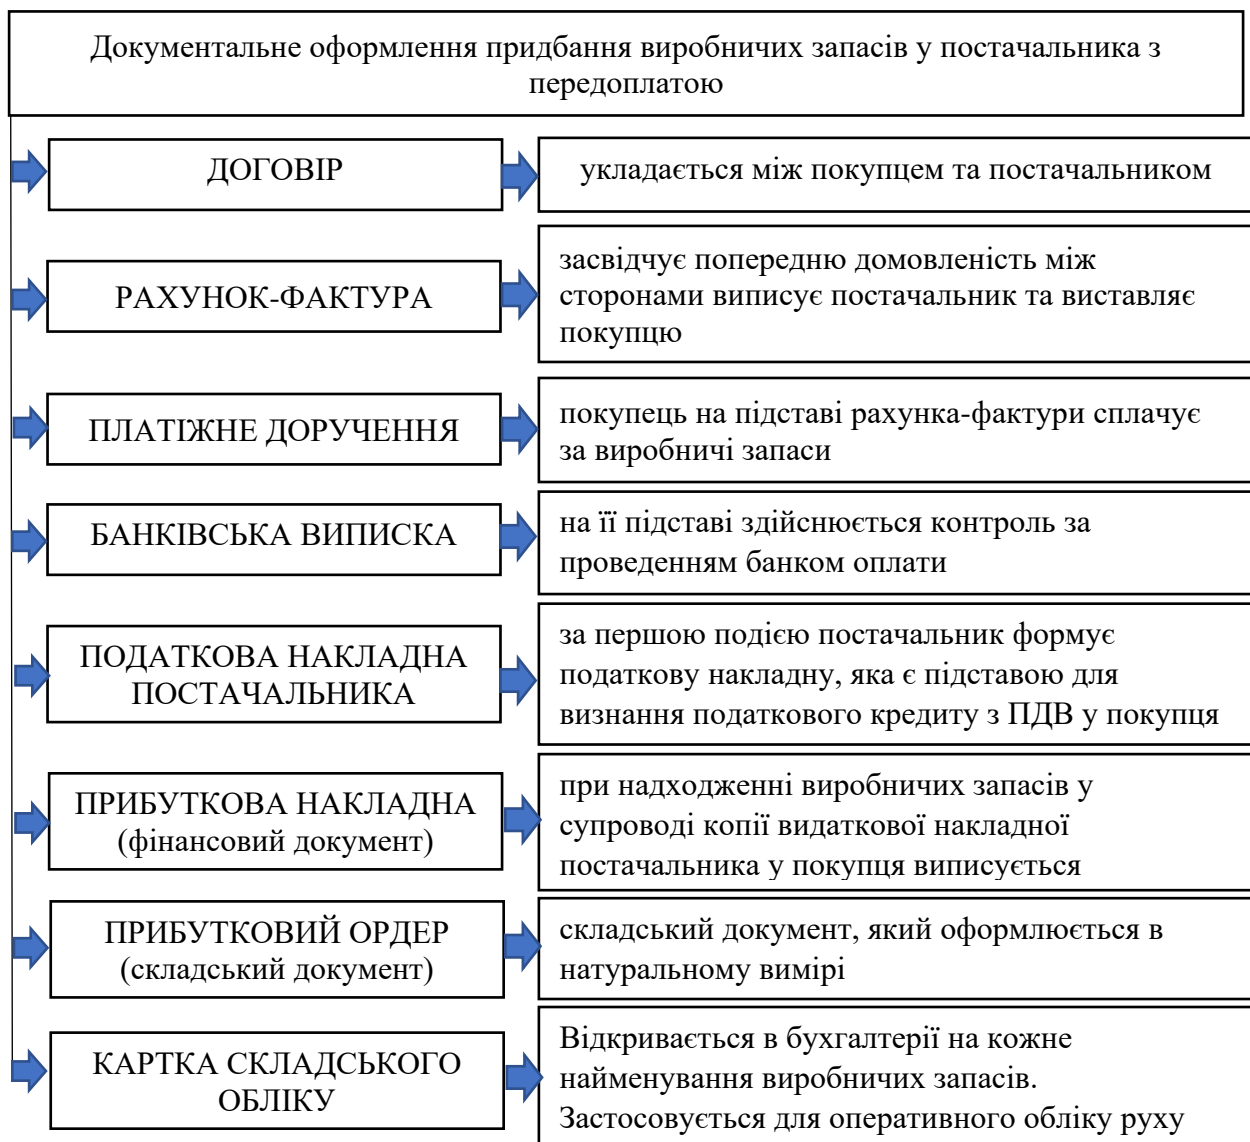 Документальне оформлення придбання виробничих запасів у постачальника з
передоплатою
ДОГОВІР
укладається між покупцем та постачальником
РАХУНОК-ФАКТУРА
засвідчує попередню домовленість між
сторонами виписує постачальник та виставляє
покупцю
ПЛАТІЖНЕ ДОРУЧЕННЯ
покупець на підставі рахунка-фактури сплачує
за виробничі запаси
БАНКІВСЬКА ВИПИСКА
на її підставі здійснюється контроль за
проведенням банком оплати
ПОДАТКОВА НАКЛАДНА
ПОСТАЧАЛЬНИКА
за першою подією постачальник формує
податкову накладну, яка є підставою для
визнання податкового кредиту з ПДВ у покупця
ПРИБУТКОВА НАКЛАДНА
(фінансовий документ)
при надходженні виробничих запасів у
супроводі копії видаткової накладної
постачальника у покупця виписується
ПРИБУТКОВИЙ ОРДЕР
(складський документ)
складський документ, який оформлюється в
натуральному вимірі
КАРТКА СКЛАДСЬКОГО
ОБЛІКУ
Відкривається в бухгалтерії на кожне
найменування виробничих запасів.
Застосовується для оперативного обліку руху